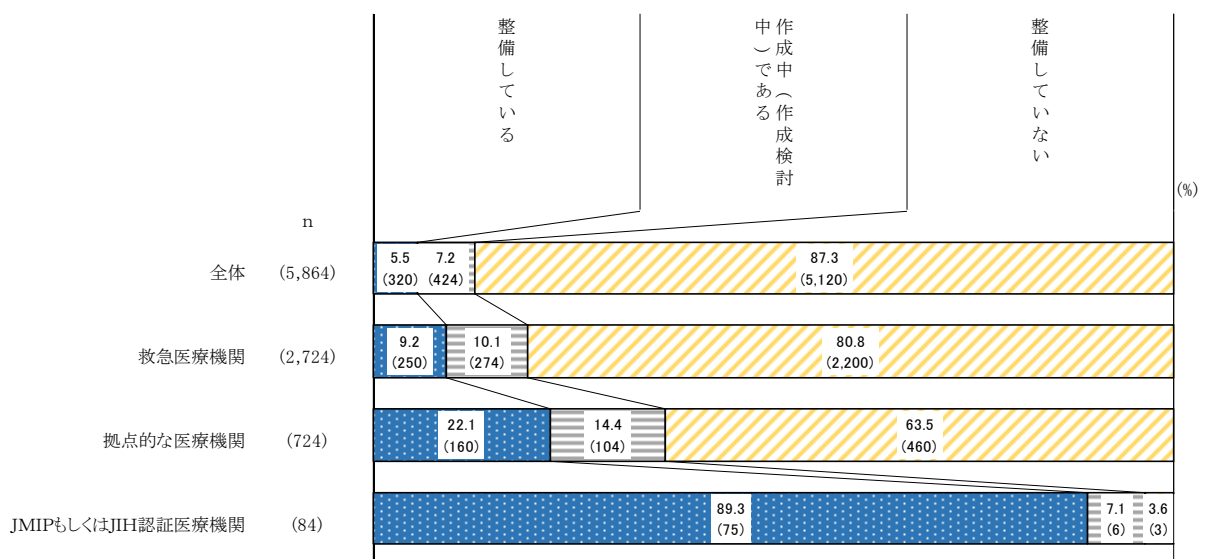 整備している
作成中（作成検討
中）である
整備していない
(%)
n
全体 (5,864) 5.5 7.2 87.3
(320) (424) (5,120)
救急医療機関 (2,724) 9.2 10.1 80.8
(250) (274) (2,200)
拠点的な医療機関 (724) 22.1 14.4 63.5
(160) (104) (460)
JMIPもしくはJIH認証医療機関 (84) 89.3 7.1 3.6
(75) (6) (3)